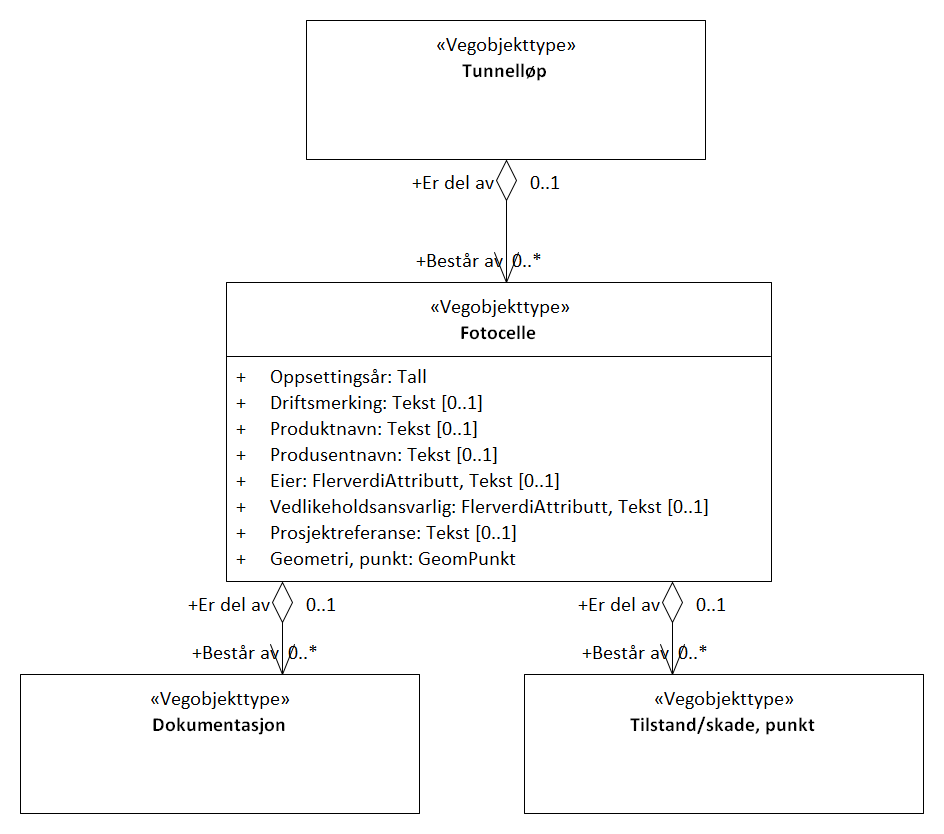 «Vegobjekttype»
Tunnelløp
+Er del av 0..1
+Består av 0..*
«Vegobjekttype»
Fotocelle
+ Oppsettingsår: Tall
+ Driftsmerking: Tekst [0..1]
+ Produktnavn: Tekst [0..1]
+ Produsentnavn: Tekst [0..1]
+ Eier: FlerverdiAttributt, Tekst [0..1]
+ Vedlikeholdsansvarlig: FlerverdiAttributt, Tekst [0..1]
+ Prosjektreferanse: Tekst [0..1]
+ Geometri, punkt: GeomPunkt
+Er del av 0..1
+Består av 0..*
+Er del av 0..1
+Består av 0..*
«Vegobjekttype»
Dokumentasjon
«Vegobjekttype»
Tilstand/skade, punkt